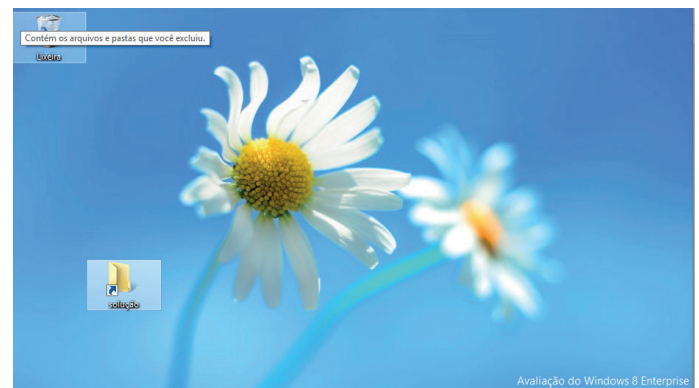 Contém os arquivos e pastas que você excluiu.
Lixeira
solução
Avaliação do Windows 8 Enterprise